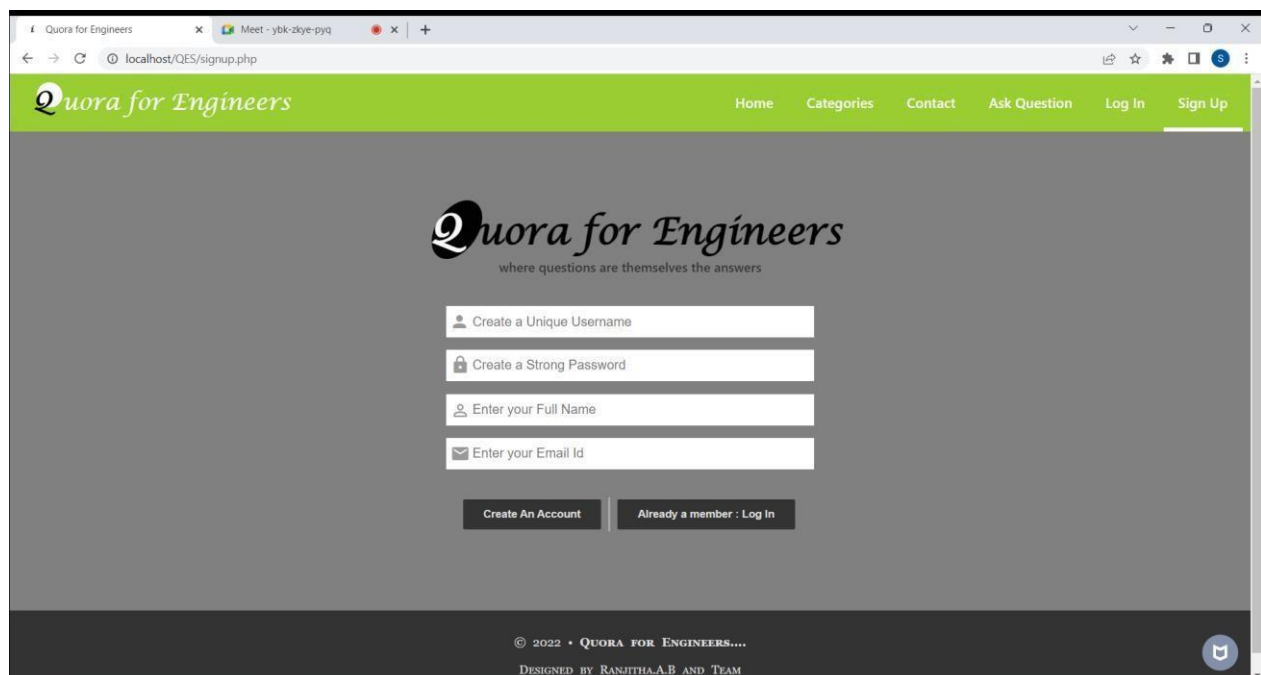 Quora for Engineers
Meet - ybk-zkye-pyq
localhost/QES/signup.php
S
Quora for Engineers
Home Categories Contact Ask Question Log In Sign Up
Quora for Engineers
where questions are themselves the answers
Create a Unique Username
Create a Strong Password
Enter your Full Name
Enter your Email Id
Create An Account Already a member : Log In
© 2022 • Quora for Engineers....
Designed by Ranjitha.A.B and Team